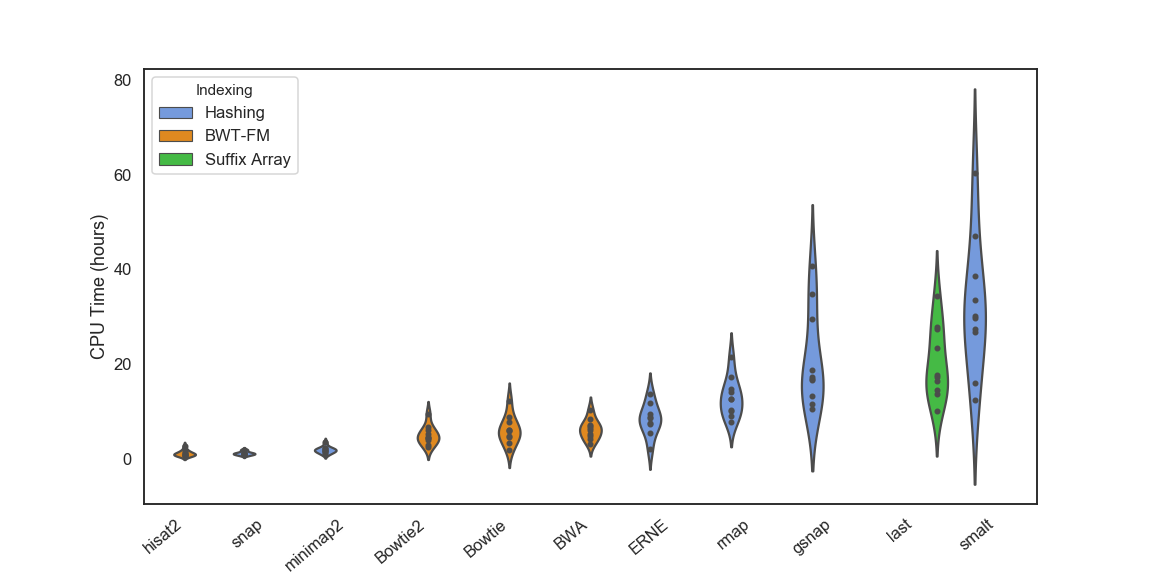 Indexing
Hashing
BWT-FM
Suffix Array
80
60
40
20
0
CPU Time (hours)
hisat2
snap
minimap2
Bowtie2
Bowtie
BWA
ERNE
rmap
gsnap
last
smalt